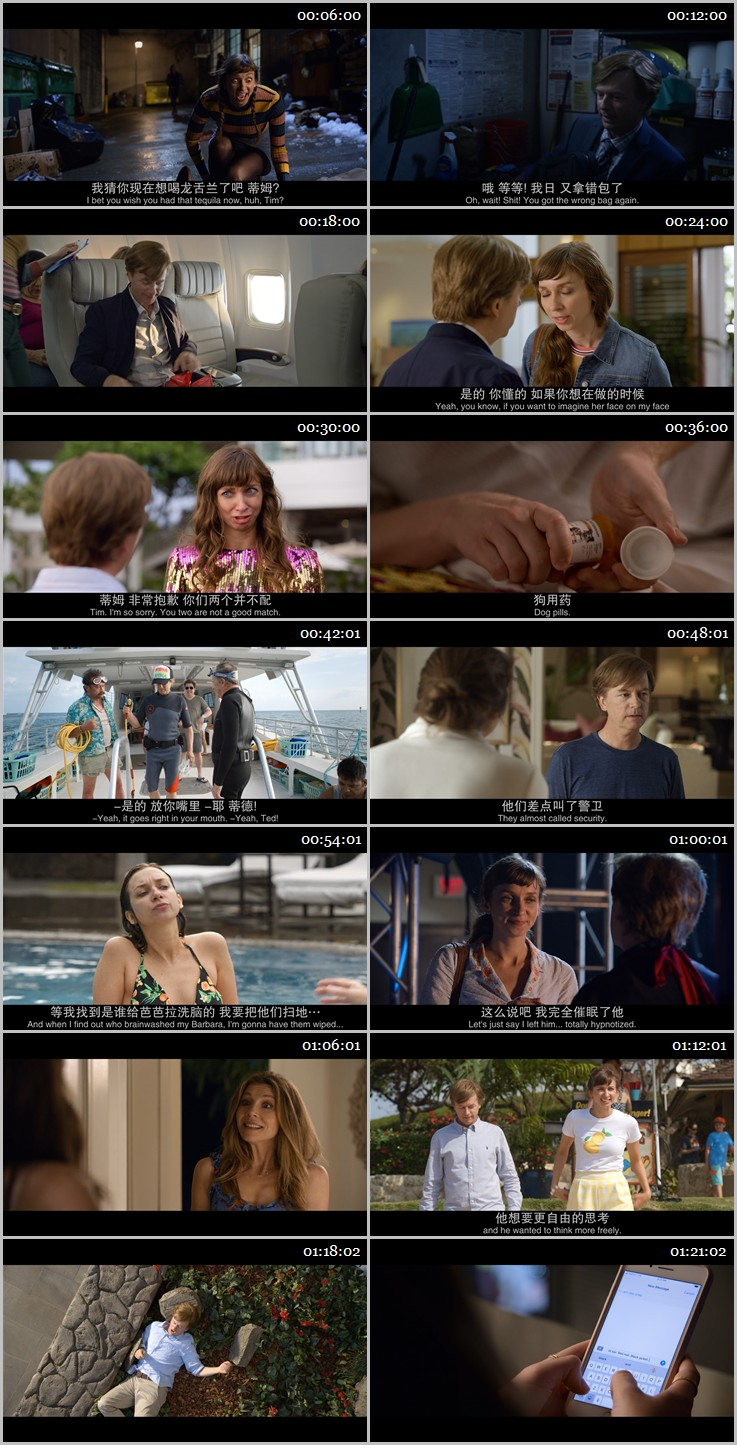 00:06:00
我猜你现在想喝龙舌兰了吧 蒂姆?
I bet you wish you had that tequila now, huh, Tim?
00:12:00
哦 等等! 我日 又拿错包了
Oh, wait! Shit! You got the wrong bag again.
00:18:00
00:24:00
是的 你懂的 如果你想在做的时候
Yeah, you know, if you want to imagine her face on my face
00:30:00
蒂姆 非常抱歉 你们两个并不配
Tim. I'm so sorry. You two are not a good match.
00:36:00
狗用药
Dog pills.
00:42:01
–是的 放你嘴里 –耶 蒂德!
–Yeah, it goes right in your mouth. –Yeah, Ted!
00:48:01
他们差点叫了警卫
They almost called security.
00:54:01
等我找到是谁给芭芭拉洗脑的 我要把他们扫地…
And when I find out who brainwashed my Barbara, I'm gonna have them wiped...
01:00:01
这么说吧 我完全催眠了他
Let's just say I left him... totally hypnotized.
01:06:01
01:12:01
他想要更自由的思考
and he wanted to think more freely.
01:18:02
01:21:02